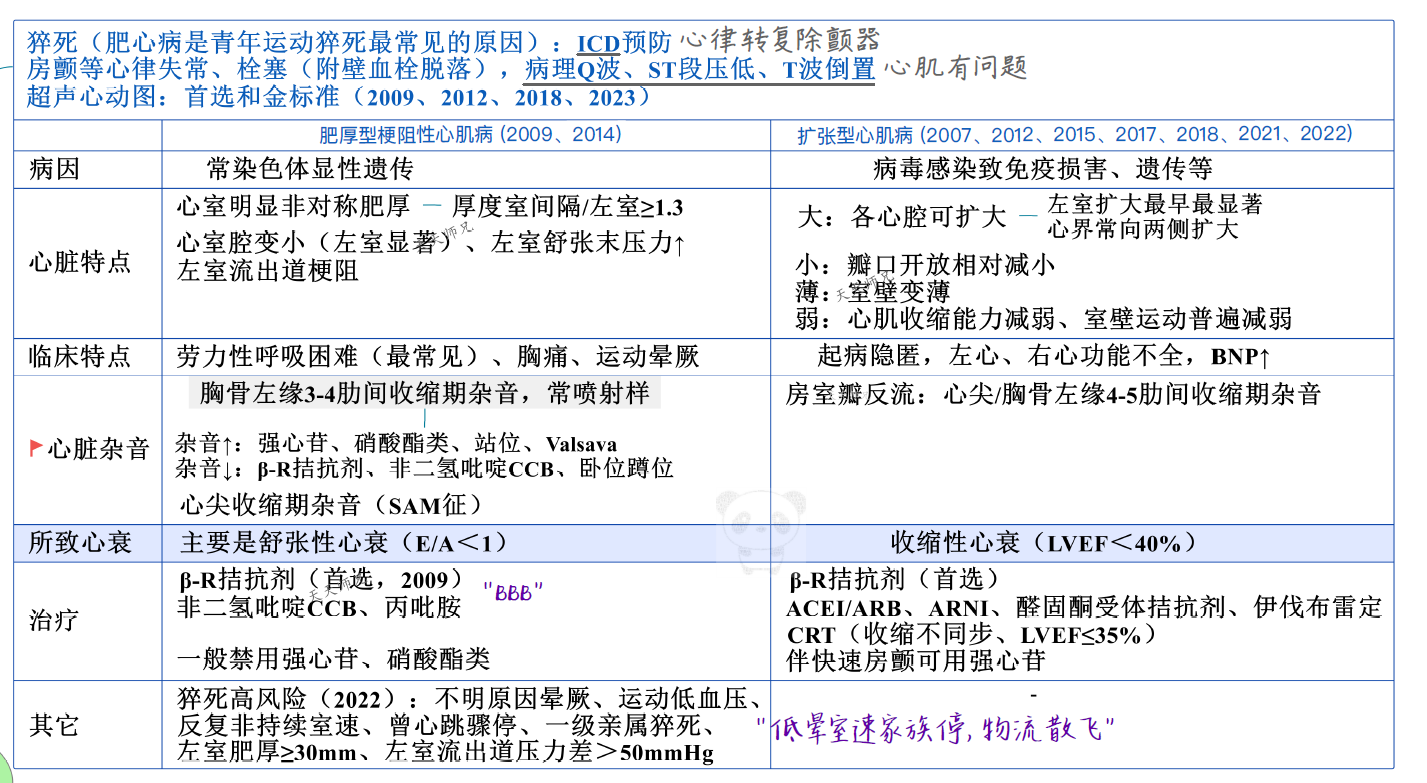 猝死（肥心病是青年运动猝死最常见的原因）：ICD预防 心律转复除颤器
房颤等心律失常、栓塞（附壁血栓脱落），病理Q波、ST段压低、T波倒置 心肌有问题
超声心动图：首选和金标准（2009、2012、2018、2023）
肥厚型梗阻性心肌病 (2009、2014)
扩张型心肌病 (2007、2012、2015、2017、2018、2021、2022)
病因
常染色体显性遗传
病毒感染致免疫损害、遗传等
心脏特点
心室明显非对称肥厚 — 厚度室间隔/左室≥1.3
心室腔变小（左室显著）、左室舒张末压力↑
左室流出道梗阻
大：各心腔可扩大 — 左室扩大最早最显著
心界常向两侧扩大
小：瓣口开放相对减小
薄：室壁变薄
弱：心肌收缩能力减弱、室壁运动普遍减弱
天天师兄
天天师兄
临床特点
劳力性呼吸困难（最常见）、胸痛、运动晕厥
起病隐匿，左心、右心功能不全，BNP↑
心脏杂音
胸骨左缘3-4肋间收缩期杂音，常喷射样
杂音↑：强心苷、硝酸酯类、站位、Valsava
杂音↓：β-R拮抗剂、非二氢吡啶CCB、卧位蹲位
心尖收缩期杂音（SAM征）
房室瓣反流：心尖/胸骨左缘4-5肋间收缩期杂音
所致心衰
主要是舒张性心衰（E/A＜1）
收缩性心衰（LVEF＜40%）
治疗
β-R拮抗剂（首选，2009） "BBB"
非二氢吡啶CCB、丙吡胺
一般禁用强心苷、硝酸酯类
天天师兄
β-R拮抗剂（首选）
ACEI/ARB、ARNI、醛固酮受体拮抗剂、伊伐布雷定
CRT（收缩不同步、LVEF≤35%）
伴快速房颤可用强心苷
其它
猝死高风险（2022）：不明原因晕厥、运动低血压、
反复非持续室速、曾心跳骤停、一级亲属猝死、
左室肥厚≥30mm、左室流出道压力差＞50mmHg
-
"低晕室速家族停,物流散飞"